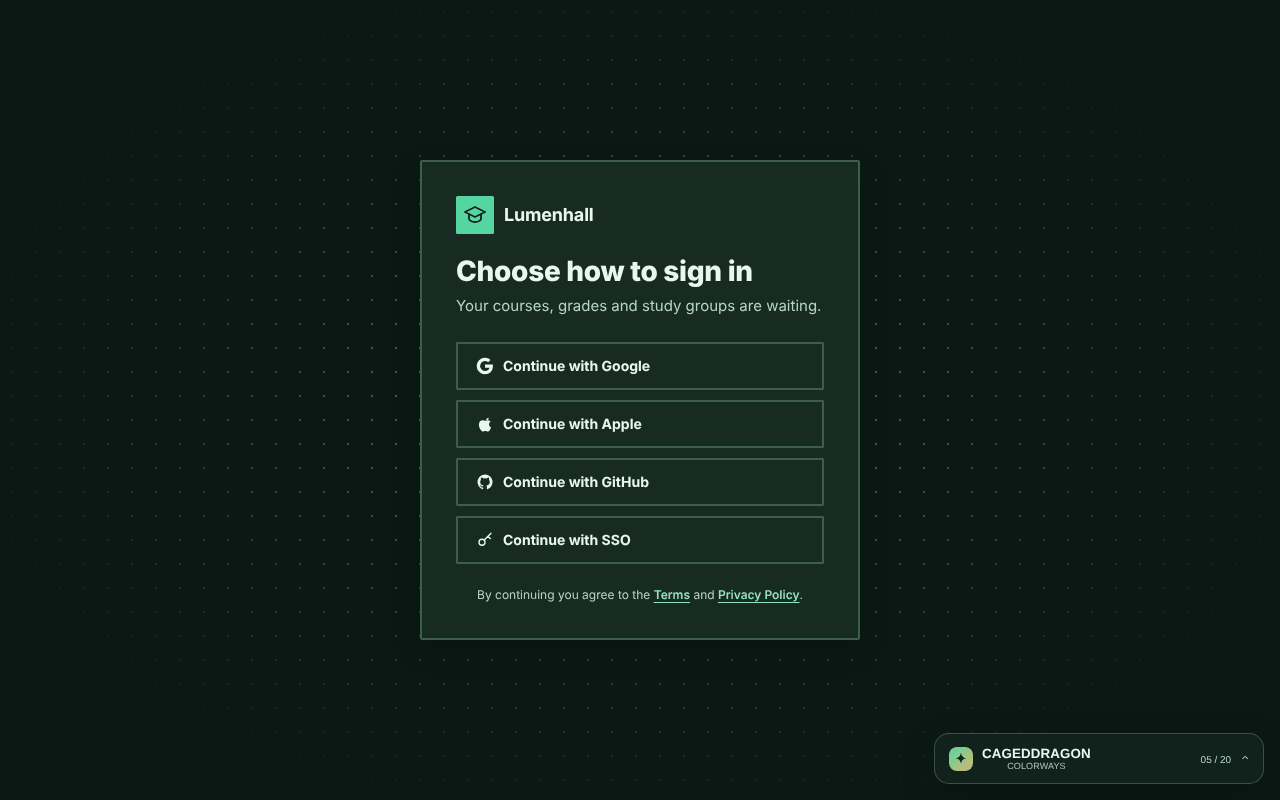 Lumenhall
Choose how to sign in
Your courses, grades and study groups are waiting.
Continue with Google
Continue with Apple
Continue with GitHub
Continue with SSO
By continuing you agree to the Terms and Privacy Policy.
CAGEDDRAGON
COLORWAYS
05 / 20